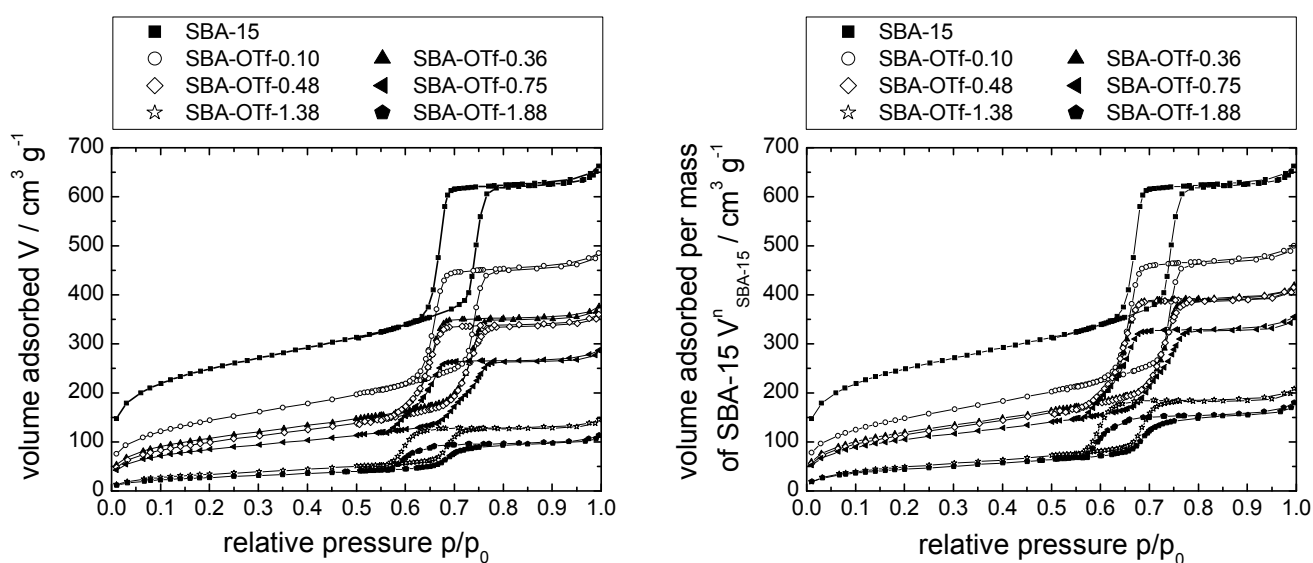 SBA-15
SBA-OTf-0.10 SBA-OTf-0.36
SBA-OTf-0.48 SBA-OTf-0.75
SBA-OTf-1.38 SBA-OTf-1.88
volume adsorbed V / cm³ g⁻¹
700
600
500
400
300
200
100
0
0.0 0.1 0.2 0.3 0.4 0.5 0.6 0.7 0.8 0.9 1.0
relative pressure p/p₀
SBA-15
SBA-OTf-0.10 SBA-OTf-0.36
SBA-OTf-0.48 SBA-OTf-0.75
SBA-OTf-1.38 SBA-OTf-1.88
volume adsorbed per mass
of SBA-15 Vⁿ_SBA-15 / cm³ g⁻¹
700
600
500
400
300
200
100
0
0.0 0.1 0.2 0.3 0.4 0.5 0.6 0.7 0.8 0.9 1.0
relative pressure p/p₀